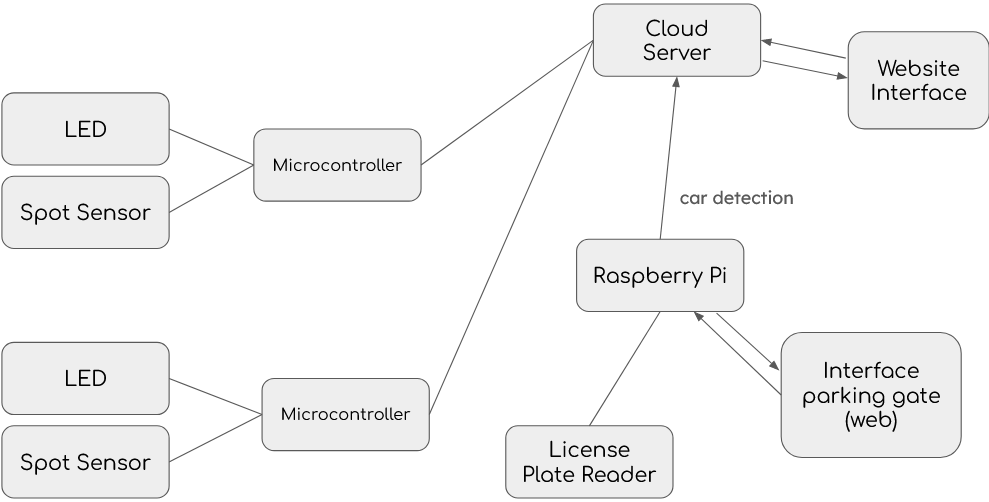 Cloud
Server
Website
Interface
LED
Microcontroller
Spot Sensor
car detection
Raspberry Pi
LED
Interface
parking gate
(web)
Microcontroller
Spot Sensor
License
Plate Reader